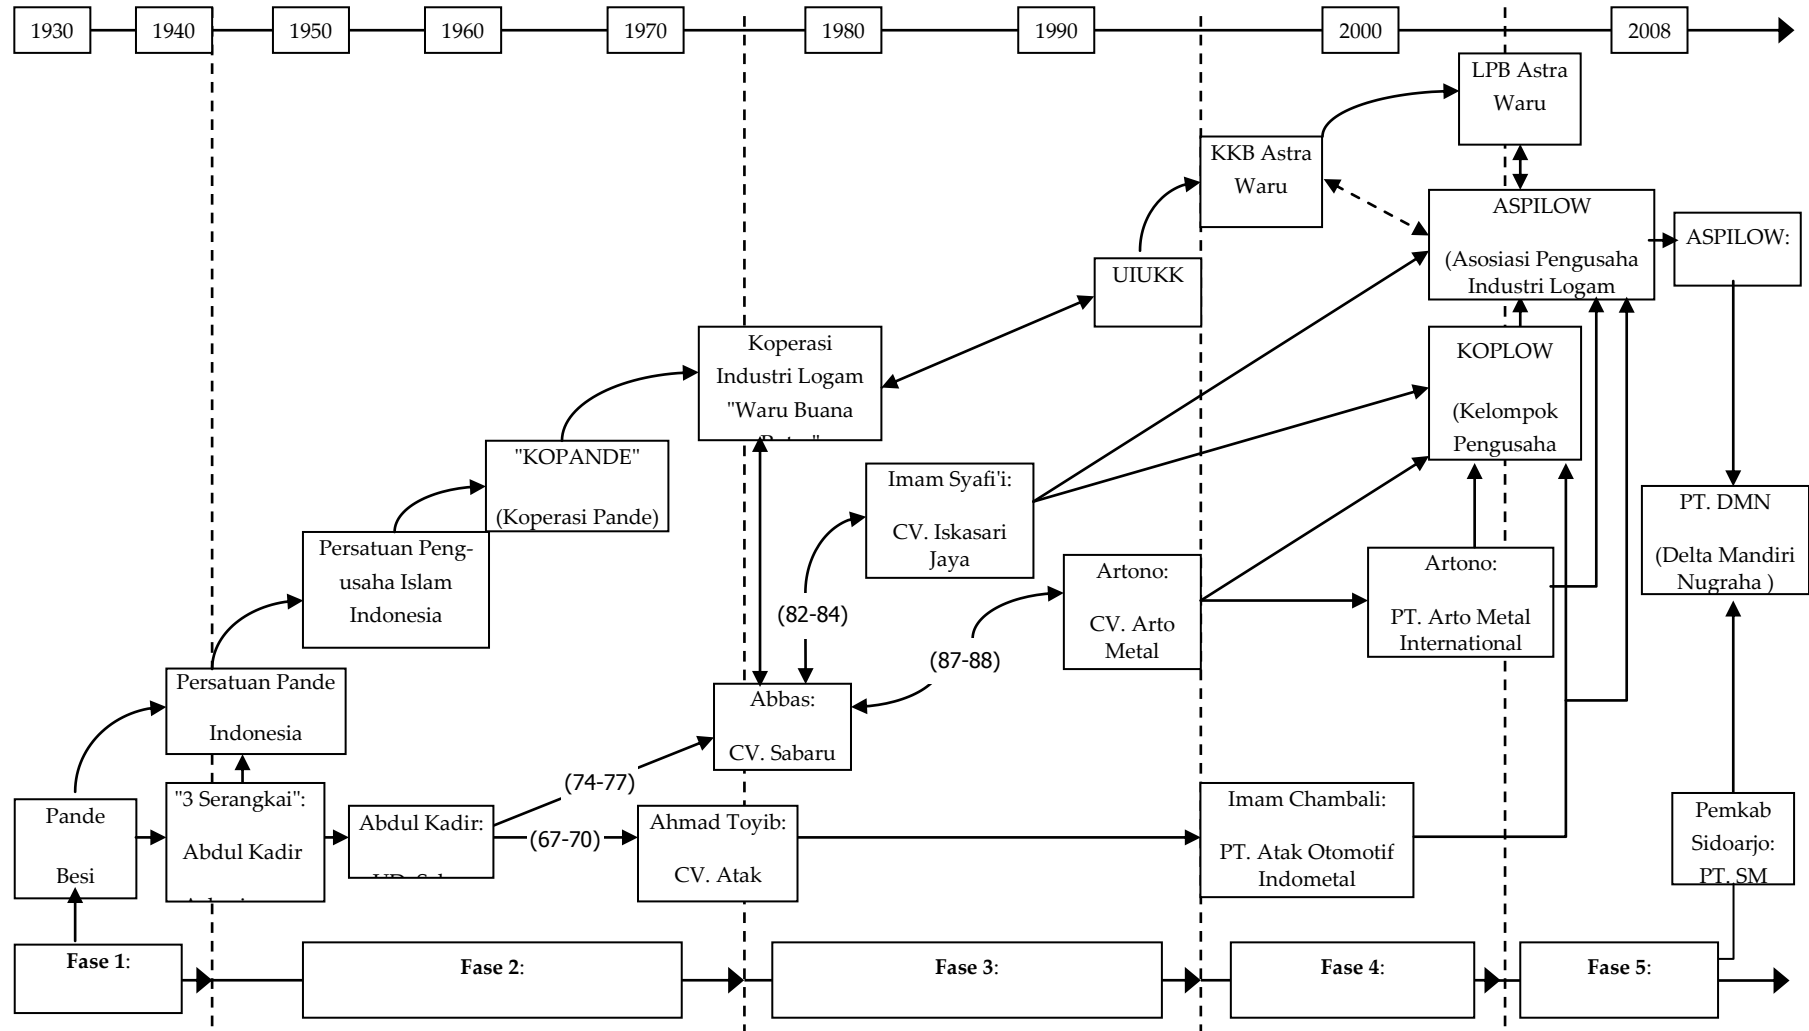 1930
1940
1950
1960
1970
1980
1990
2000
2008
LPB Astra
Waru
KKB Astra
Waru
ASPILOW
(Asosiasi Pengusaha
Industri Logam
ASPILOW:
UIUKK
Koperasi
Industri Logam
"Waru Buana
KOPLOW
(Kelompok
Pengusaha
"KOPANDE"
(Koperasi Pande)
Imam Syafi'i:
CV. Iskasari
Jaya
PT. DMN
(Delta Mandiri
Nugraha )
Persatuan Peng-
usaha Islam
Indonesia
Artono:
CV. Arto
Metal
Artono:
PT. Arto Metal
International
(82-84)
(87-88)
Persatuan Pande
Indonesia
Abbas:
CV. Sabaru
(74-77)
"3 Serangkai":
Abdul Kadir
Pande
Besi
Abdul Kadir:
(67-70)
Ahmad Toyib:
CV. Atak
Imam Chambali:
PT. Atak Otomotif
Indometal
Pemkab
Sidoarjo:
PT. SM
Fase 1:
Fase 2:
Fase 3:
Fase 4:
Fase 5: